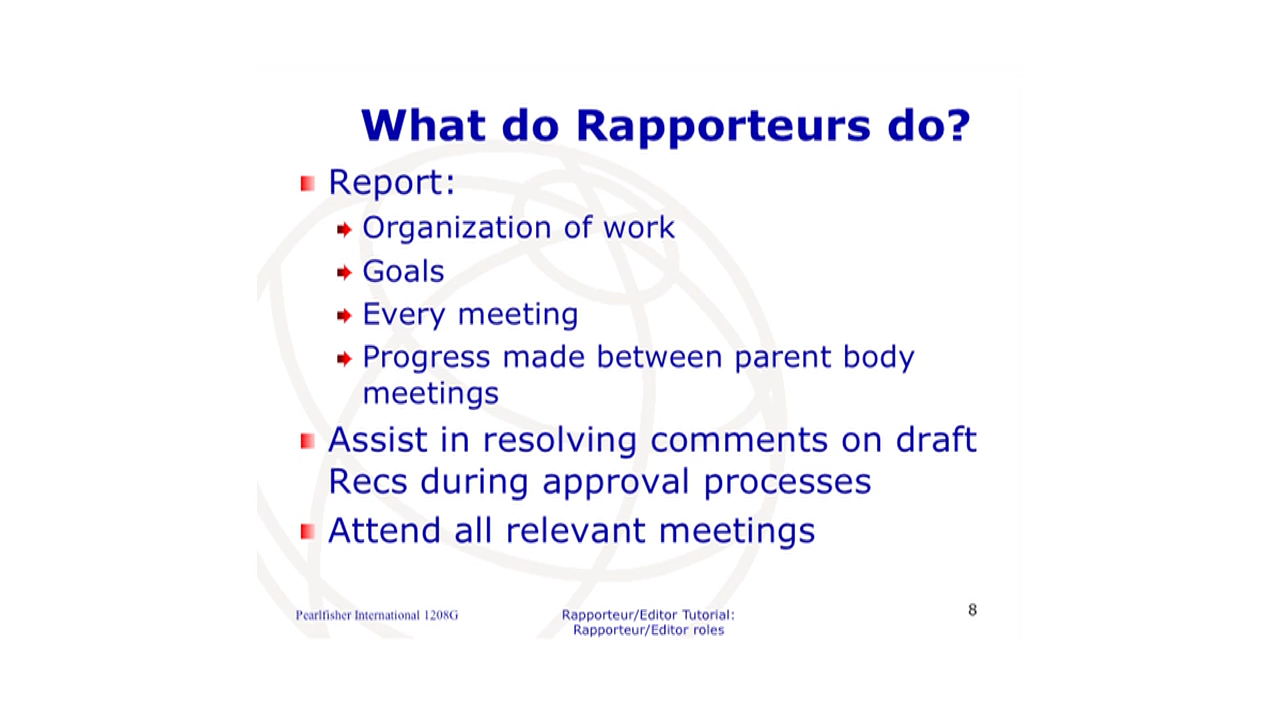 What do Rapporteurs do?
Report:
Organization of work
Goals
Every meeting
Progress made between parent body
meetings
Assist in resolving comments on draft
Recs during approval processes
Attend all relevant meetings
Pearlfisher International 1208G
Rapporteur/Editor Tutorial:
Rapporteur/Editor roles
8